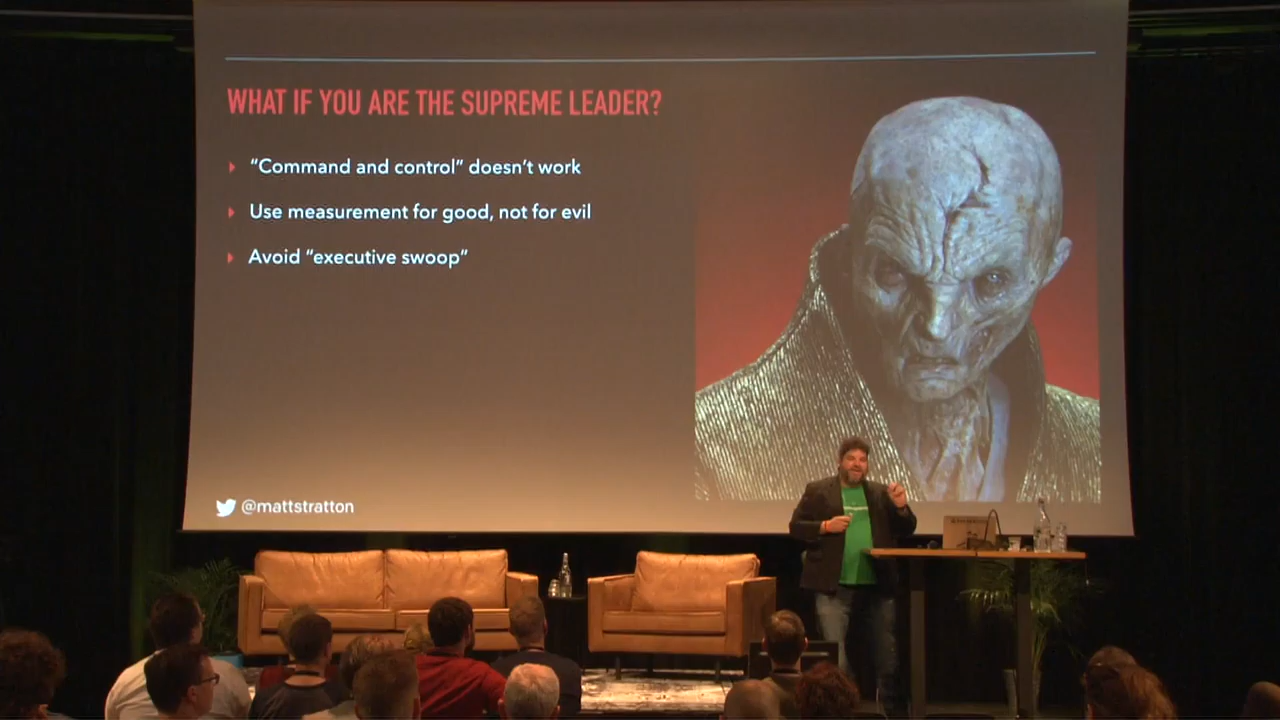 WHAT IF YOU ARE THE SUPREME LEADER?
“Command and control” doesn’t work
Use measurement for good, not for evil
Avoid “executive swoop”
@mattstratton